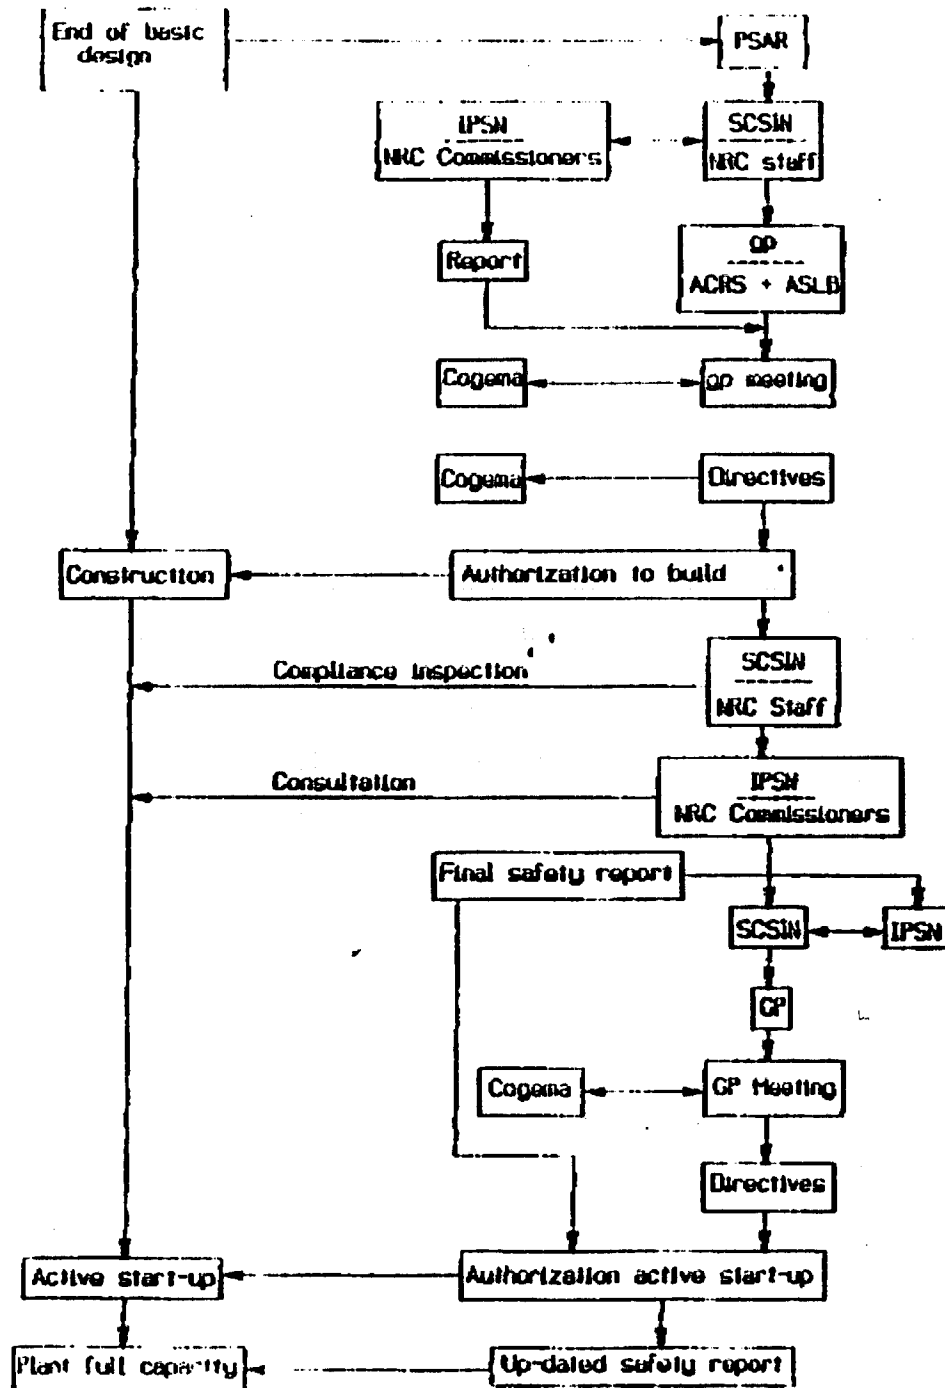 End of basic
design
PSAR
IPSN
NRC Commissioners
SCSIN
NRC staff
Report
GP
ACRS + ASLB
Cogema
GP meeting
Cogema
Directives
Construction
Authorization to build
Compliance inspection
SCSIN
NRC Staff
Consultation
IPSN
NRC Commissioners
Final safety report
SCSIN
IPSN
GP
Cogema
GP Meeting
Directives
Active start-up
Authorization active start-up
Plant full capacity
Up-dated safety report